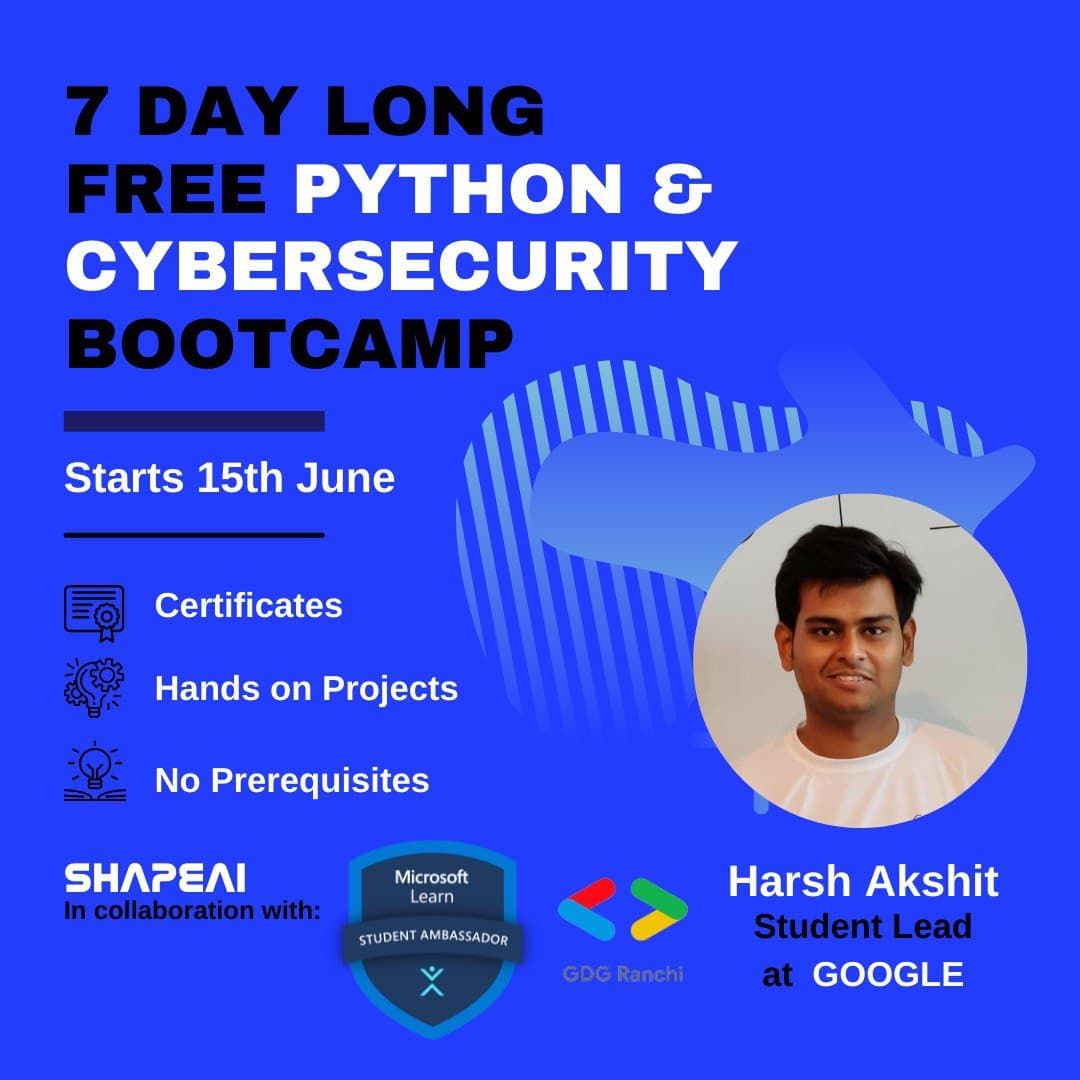 7 DAY LONG
FREE PYTHON &
CYBERSECURITY
BOOTCAMP
Starts 15th June
Certificates
Hands on Projects
No Prerequisites
SHAPEAI
In collaboration with:
Microsoft
Learn
STUDENT AMBASSADOR
GDG Ranchi
Harsh Akshit
Student Lead
at GOOGLE